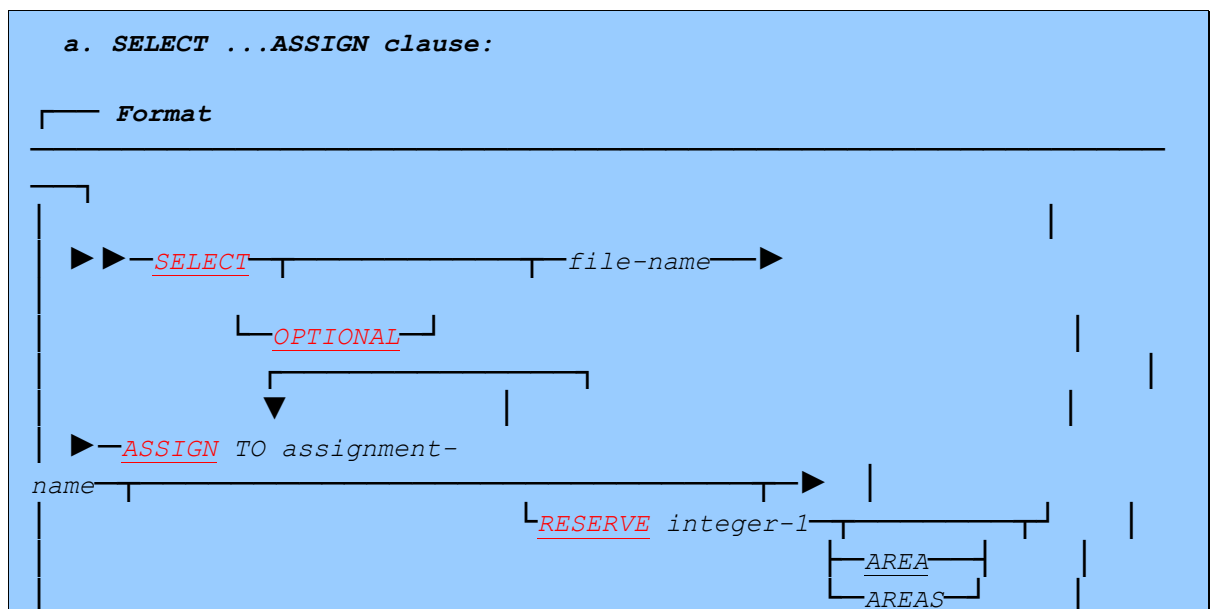 a. SELECT ...ASSIGN clause:
Format
SELECT file-name
OPTIONAL
ASSIGN TO assignment-
name
RESERVE integer-1
AREA
AREAS